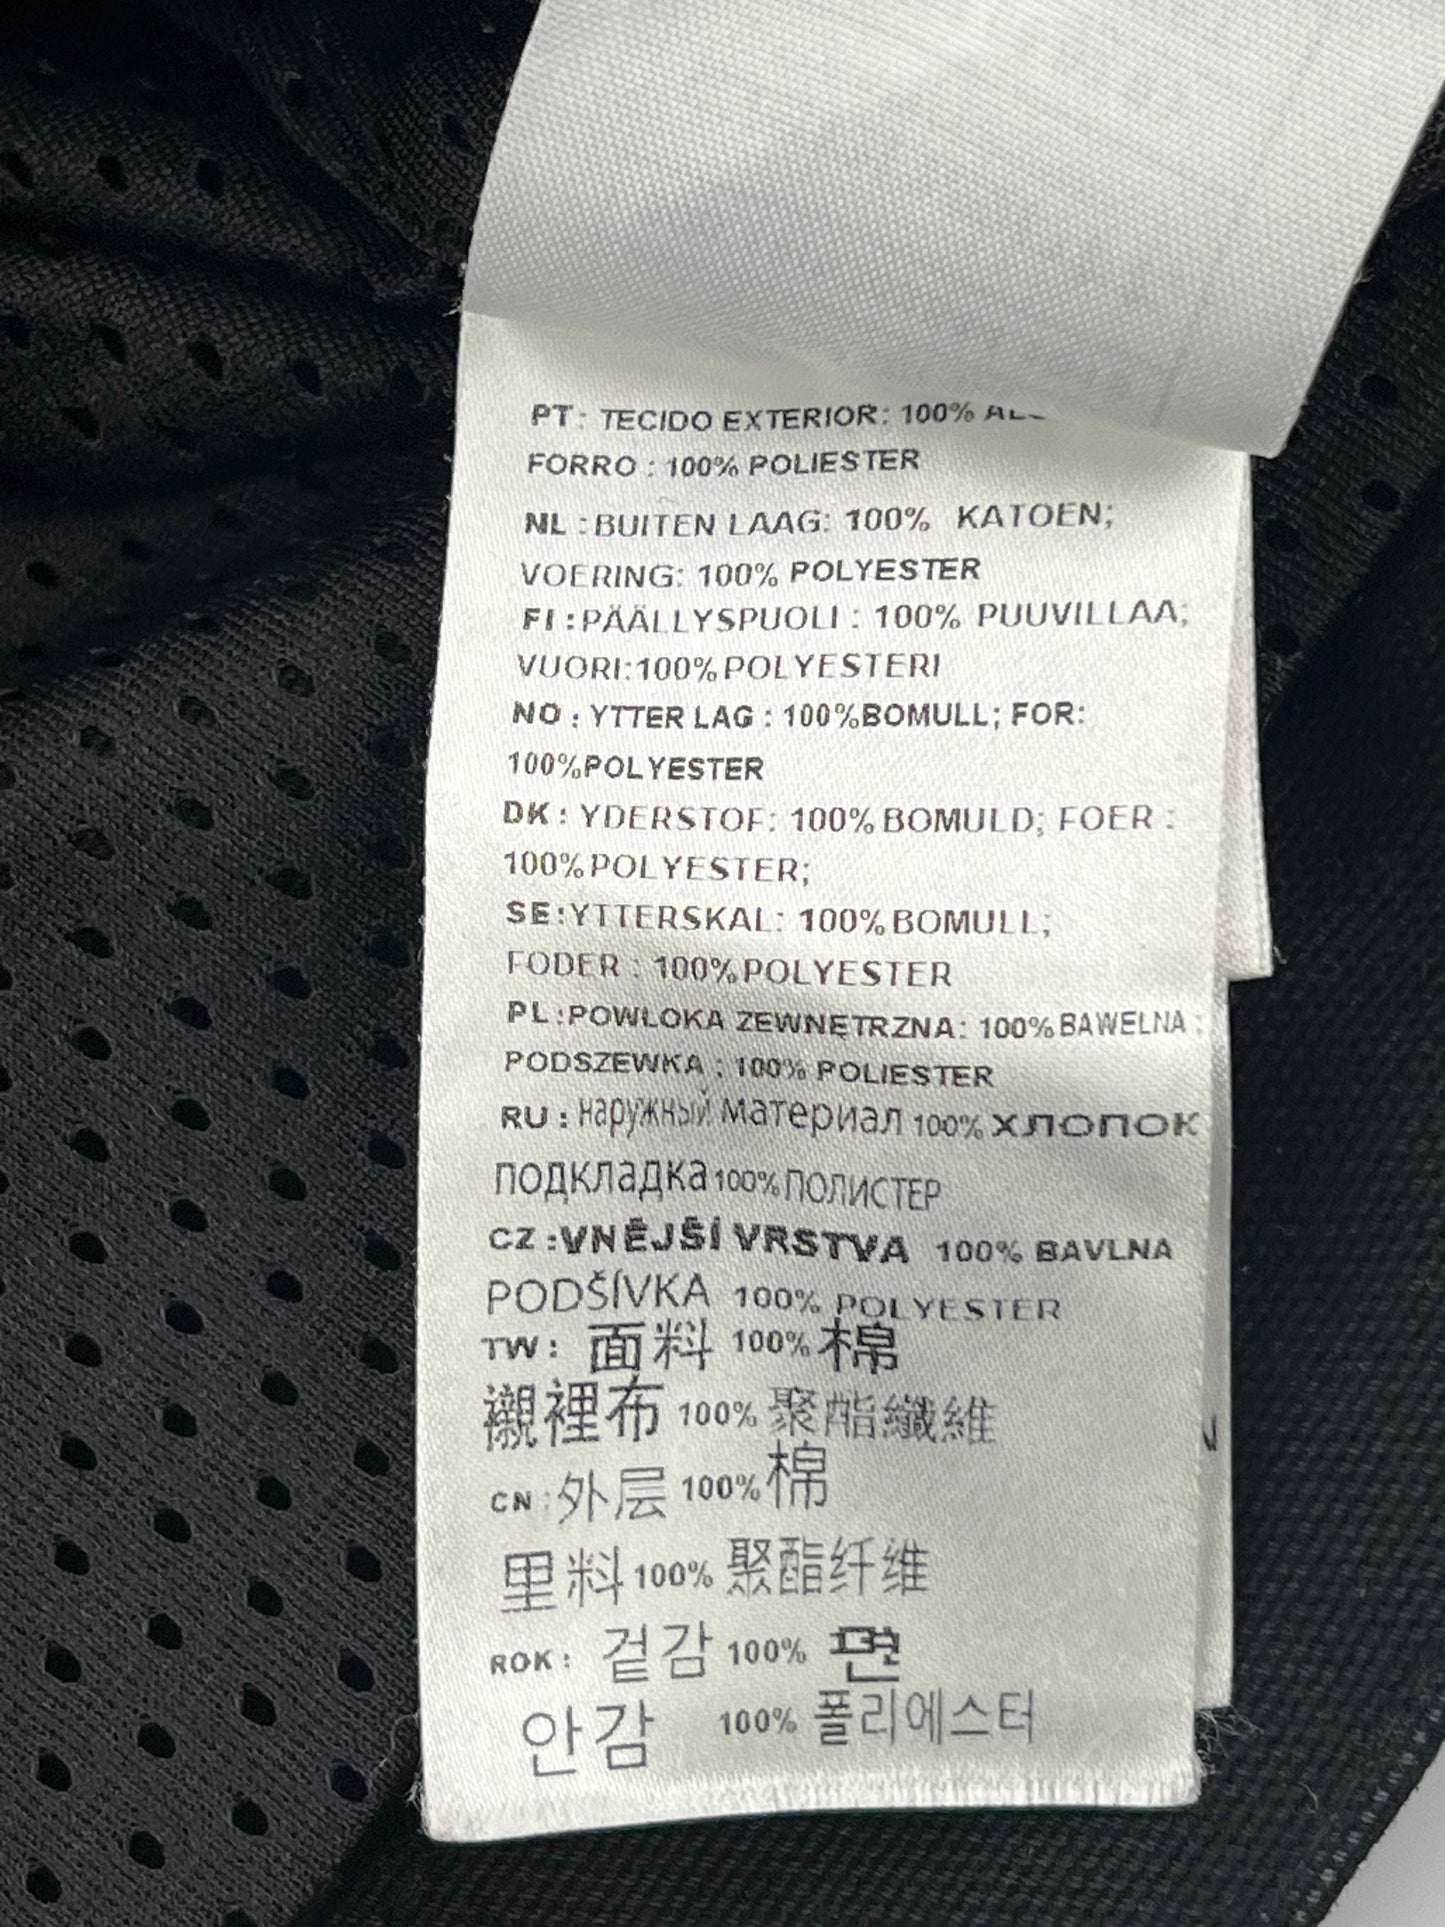 PT: TECIDO EXTERIOR: 100%
FORRO : 100% POLIESTER
NL :BUITEN LAAG: 100% KATOEN;
VOERING: 100% POLYESTER
FI :PÄÄLLYSPUOLI : 100% PUUVILLAA;
VUORI:100%POLYESTERI
NO : YTTER LAG : 100%BOMULL; FOR:
100%POLYESTER
DK : YDERSTOF: 100%BOMULD; FOER :
100%POLYESTER;
SE:YTTERSKAL: 100%BOMULL;
FODER : 100%POLYESTER
PL:POWŁOKA ZEWNĘTRZNA: 100%BAWELNA ;
PODSZEWKA : 100% POLIESTER
RU : наружный материал 100% ХЛОПОК
подкладка 100% ПОЛИСТЕР
CZ :VNĚJŠÍ VRSTVA 100% BAVLNA
PODŠÍVKA 100% POLYESTER
TW : 面料 100% 棉
襯裡布 100% 聚酯纖維
CN : 外层 100% 棉
里料 100% 聚酯纤维
ROK : 겉감 100% 면
안감 100% 폴리에스터
N